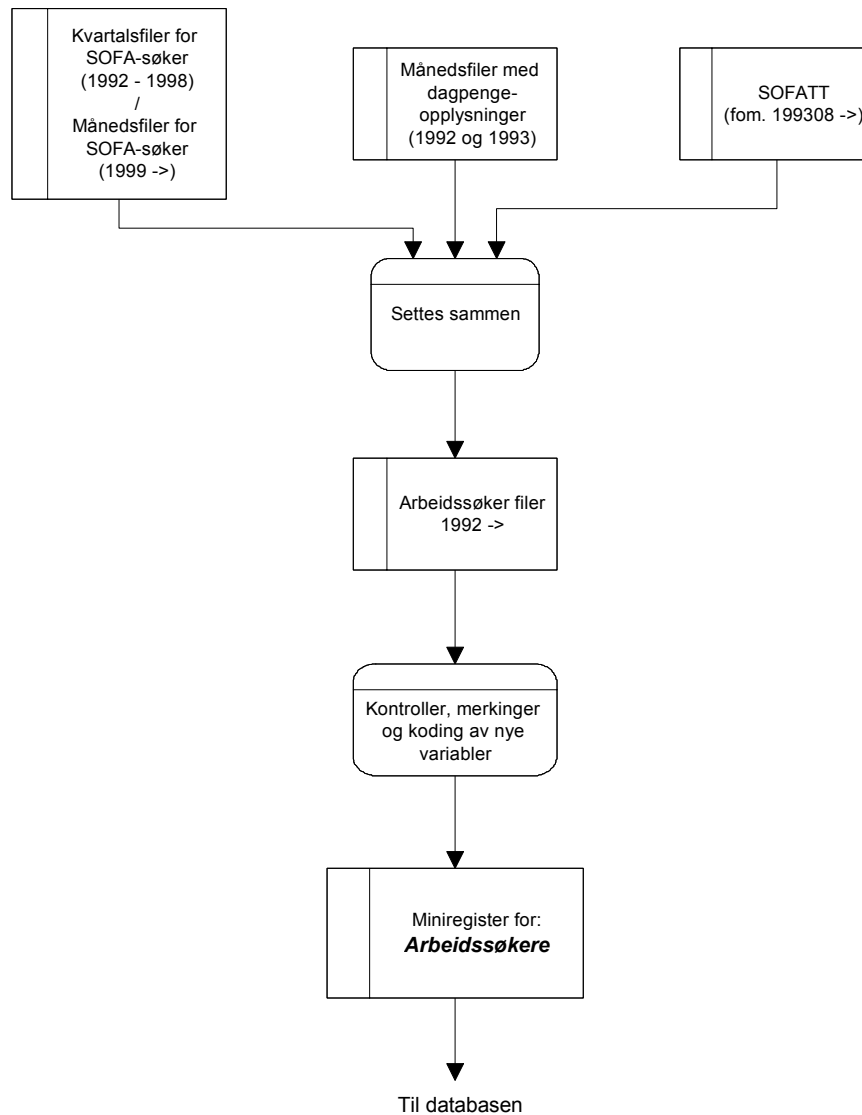 Kvartalsfiler for
SOFA-søker
(1992 - 1998)
/
Månedsfiler for
SOFA-søker
(1999 ->)
Månedsfiler med
dagpenge-
opplysninger
(1992 og 1993)
SOFATT
(fom. 199308 ->)
Settes sammen
Arbeidssøker filer
1992 ->
Kontroller, merkinger
og koding av nye
variabler
Miniregister for:
Arbeidssøkere
Til databasen